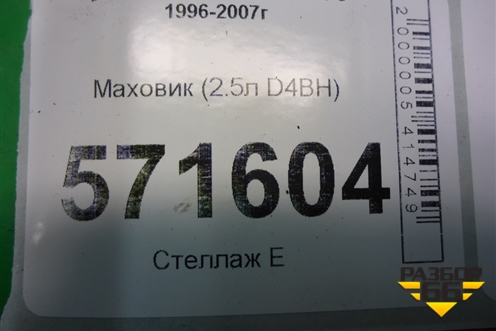 1996-2007г
Маховик (2.5л D4BH)
571604
Стеллаж Е
2000005414749
РАЗБОР
66